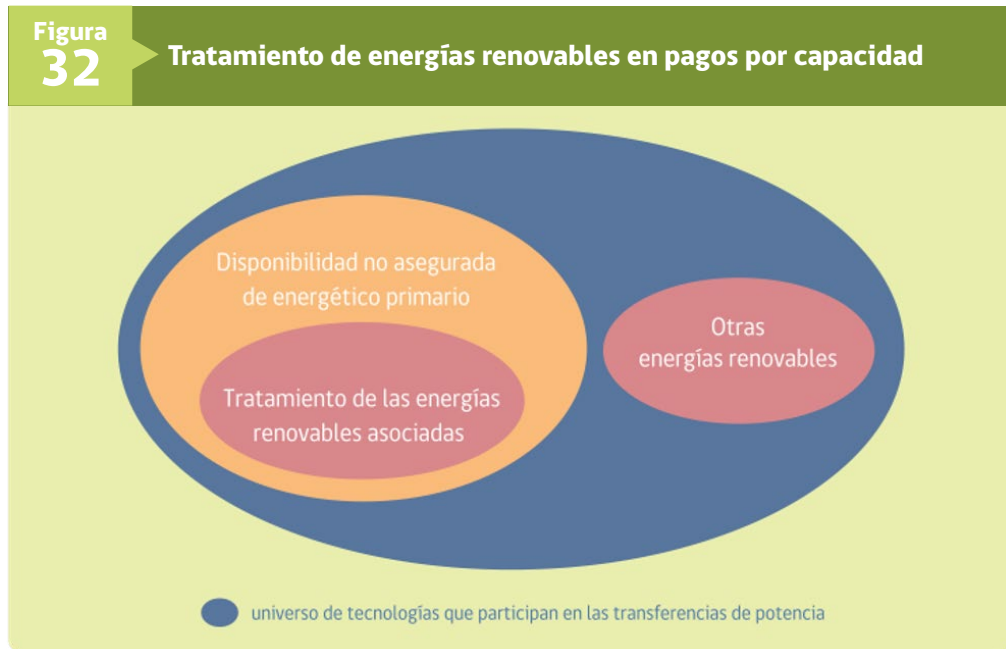 Figura
32
Tratamiento de energías renovables en pagos por capacidad
Disponibilidad no asegurada
de energético primario
Tratamiento de las energías
renovables asociadas
Otras
energías renovables
universo de tecnologías que participan en las transferencias de potencia